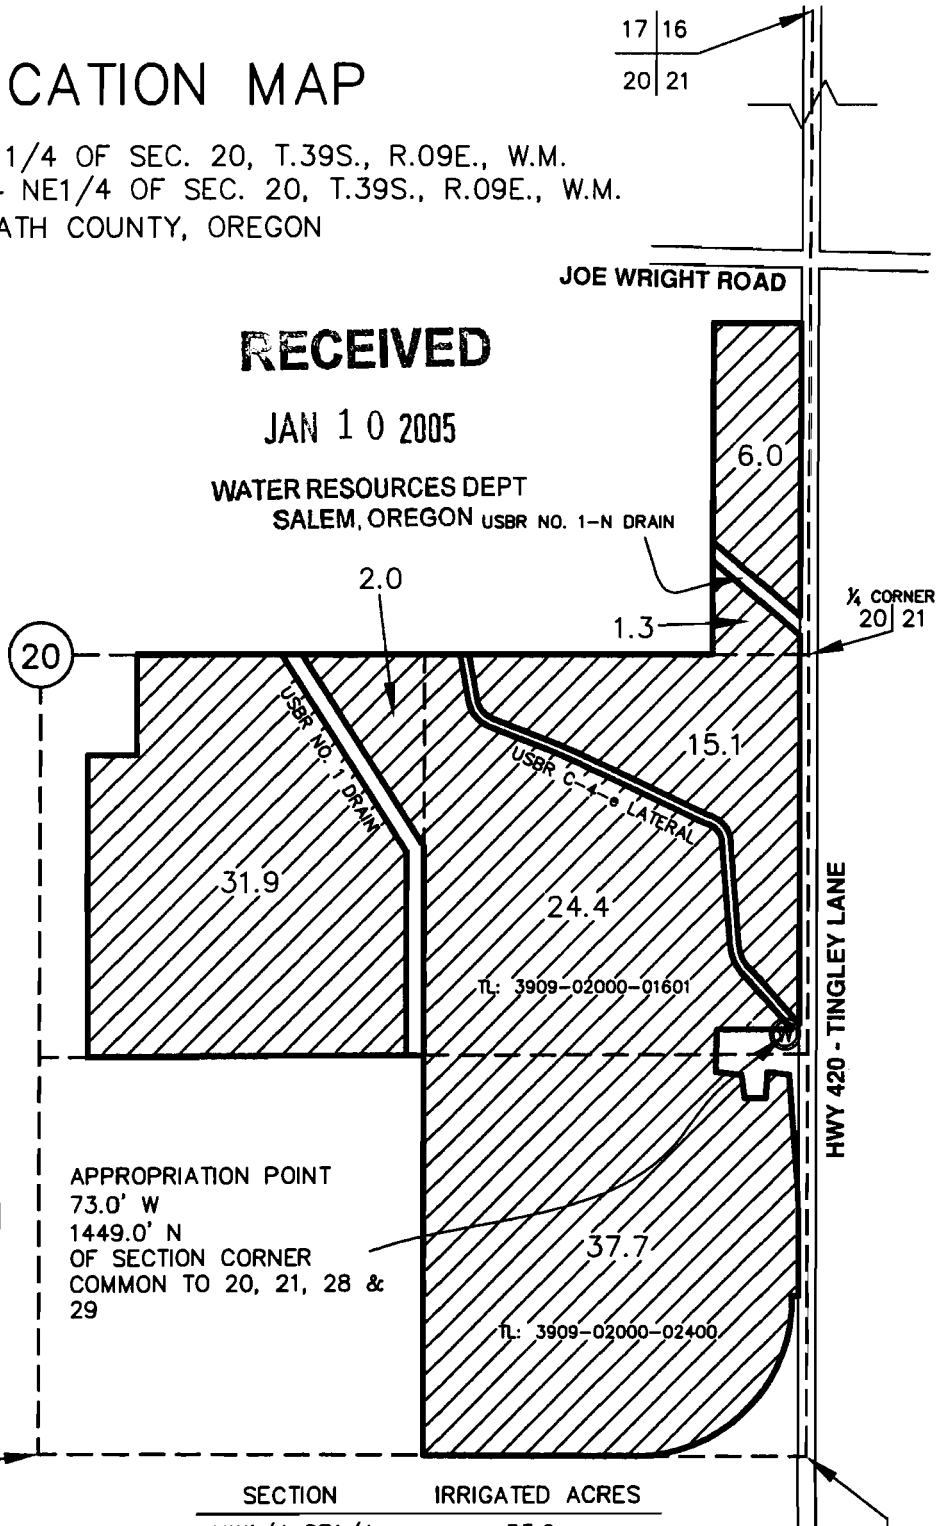 17 16
20 21
CATION MAP
1/4 OF SEC. 20, T.39S., R.09E., W.M.
NE1/4 OF SEC. 20, T.39S., R.09E., W.M.
ATH COUNTY, OREGON
JOE WRIGHT ROAD
RECEIVED
JAN 10 2005
WATER RESOURCES DEPT
SALEM, OREGON
USBR NO. 1-N DRAIN
6.0
2.0
1.3
1/4 CORNER
20 21
20
USBR NO. 1 DRAIN
USBR C-4-e LATERAL
15.1
31.9
24.4
TL: 3909-02000-01601
HWY 420 - TINGLEY LANE
W
APPROPRIATION POINT
73.0' W
1449.0' N
OF SECTION CORNER
COMMON TO 20, 21, 28 &
29
37.7
TL: 3909-02000-02400
SECTION IRRIGATED ACRES